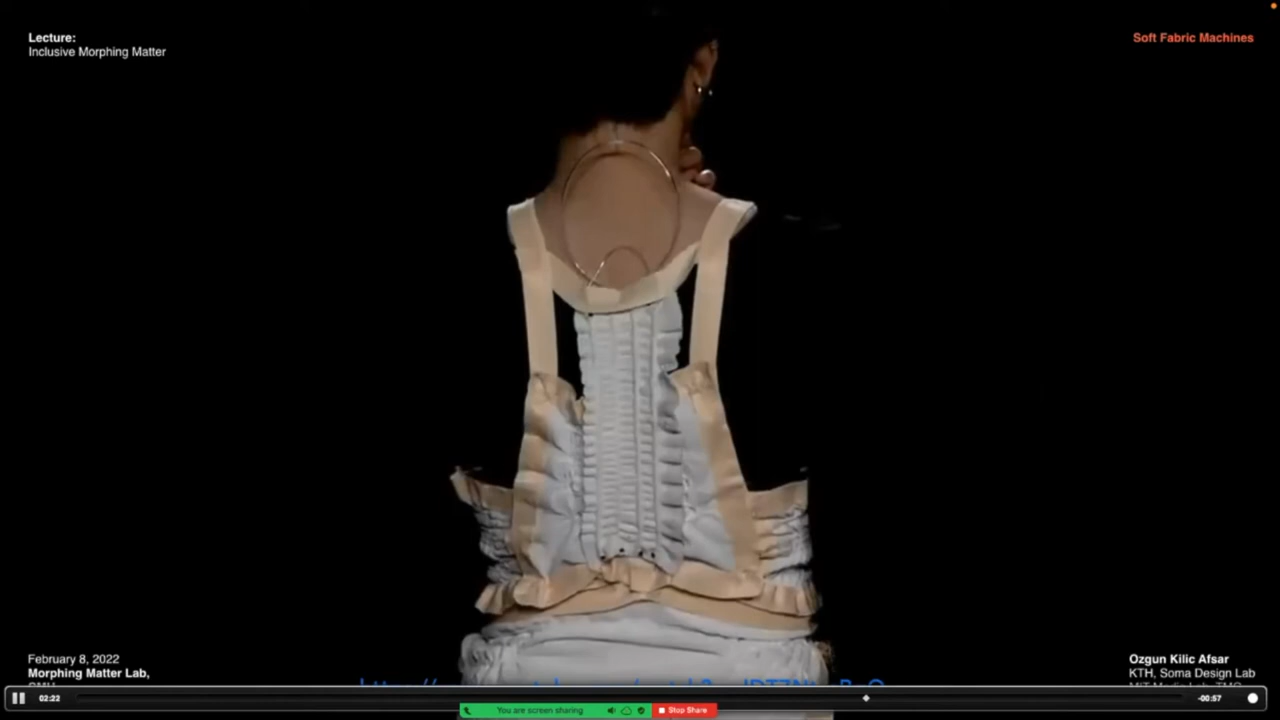 Lecture:
Inclusive Morphing Matter
Soft Fabric Machines
February 8, 2022
Morphing Matter Lab,
Ozgun Kilic Afsar
KTH, Soma Design Lab
02:22
-00:57
You are screen sharing
Stop Share